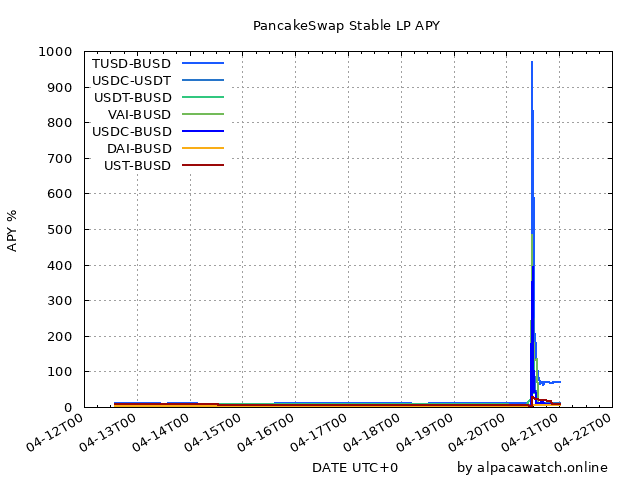 PancakeSwap Stable LP APY
1000
900
800
700
600
500
400
300
200
100
0
APY %
TUSD-BUSD
USDC-USDT
USDT-BUSD
VAI-BUSD
USDC-BUSD
DAI-BUSD
UST-BUSD
04-12T00
04-13T00
04-14T00
04-15T00
04-16T00
04-17T00
04-18T00
04-19T00
04-20T00
04-21T00
04-22T00
DATE UTC+0
by alpacawatch.online